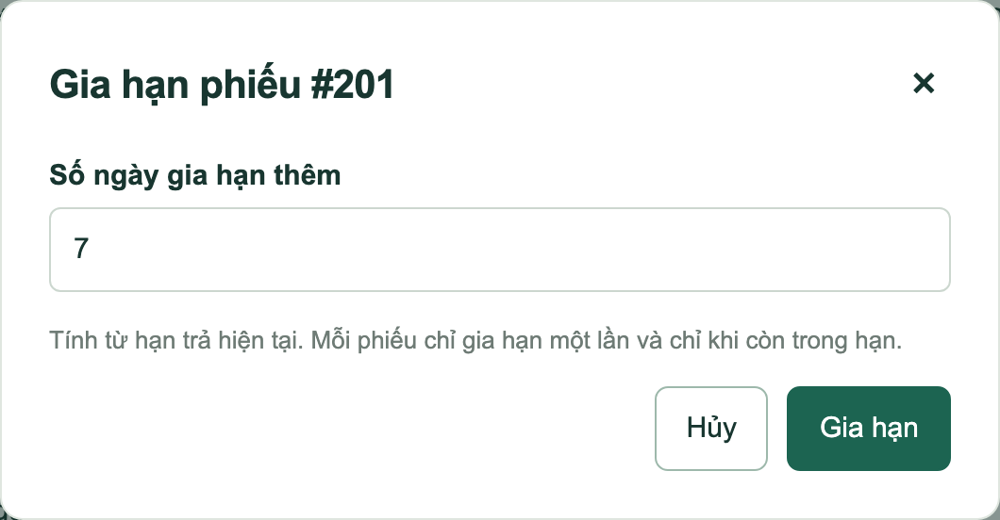 Gia hạn phiếu #201 ×
Số ngày gia hạn thêm
7
Tính từ hạn trả hiện tại. Mỗi phiếu chỉ gia hạn một lần và chỉ khi còn trong hạn.
Hủy Gia hạn